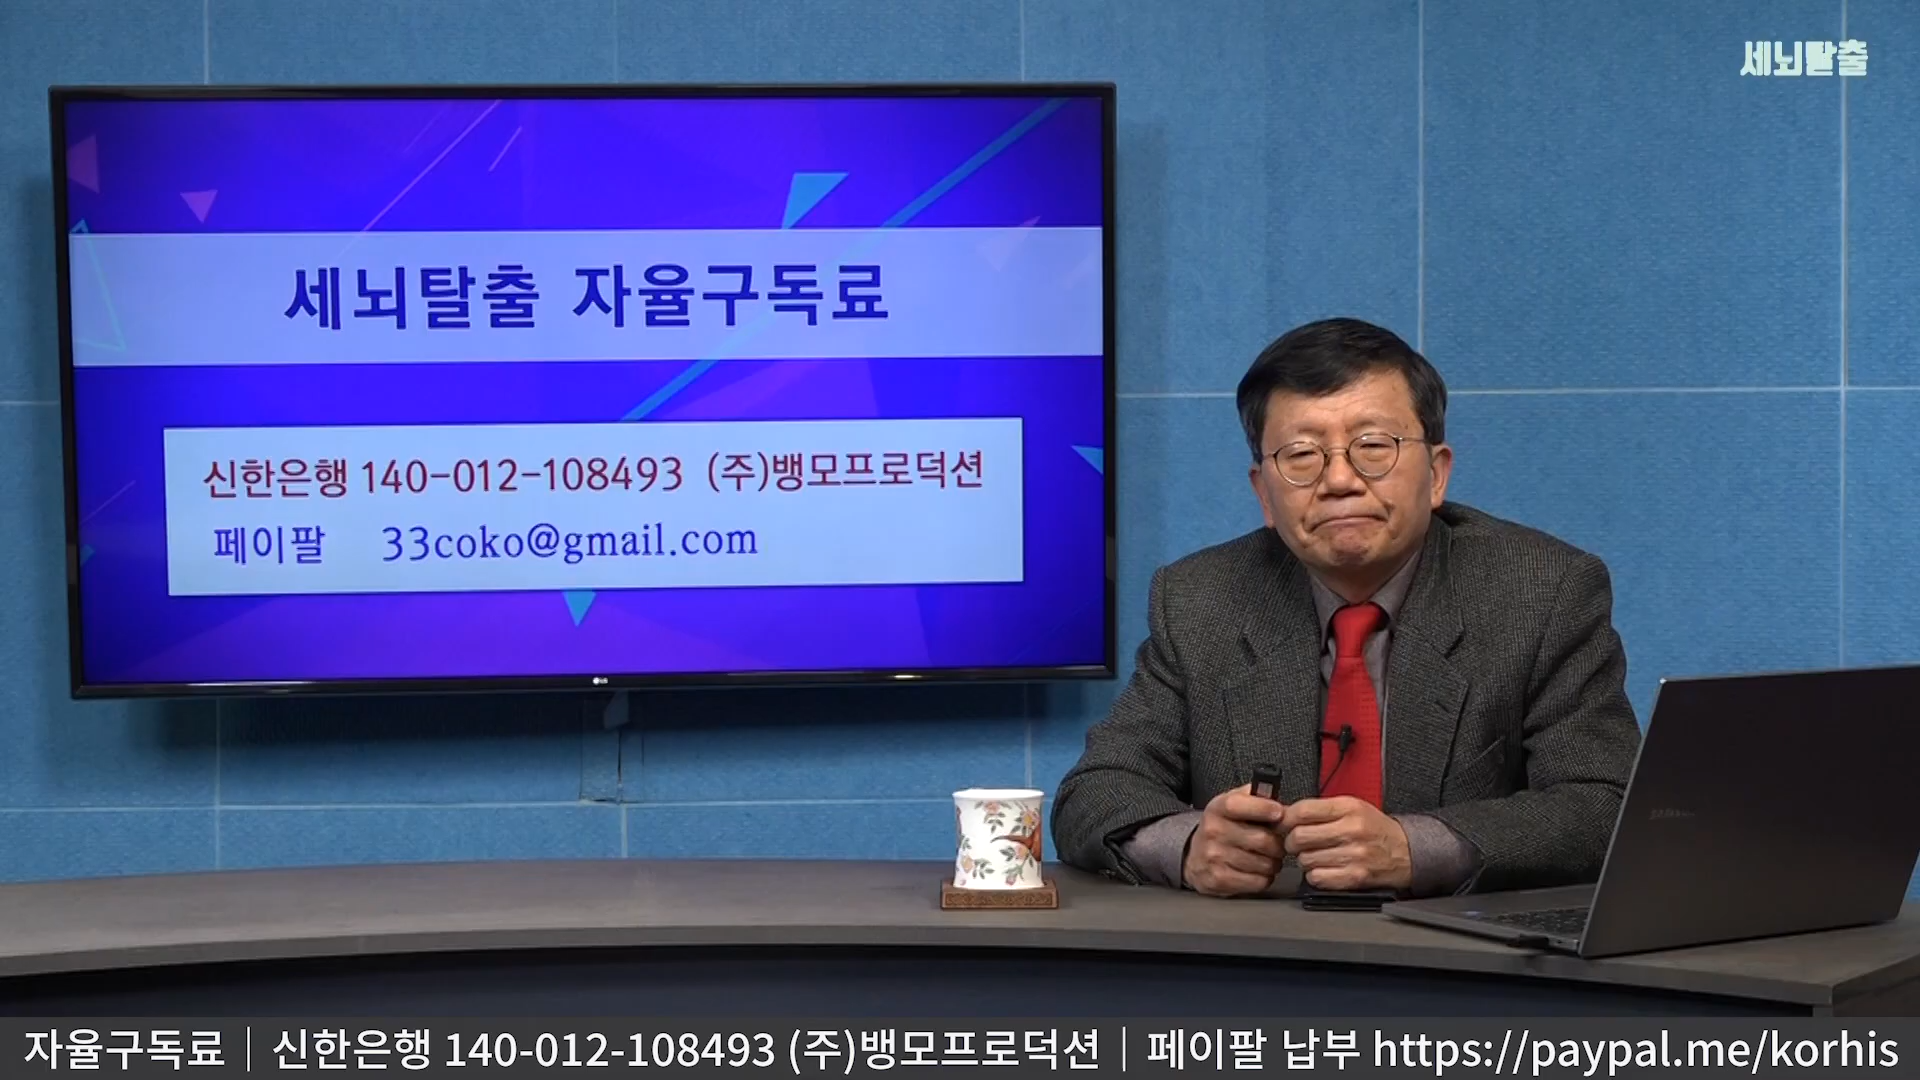 세뇌탈출
세뇌탈출 자율구독료
신한은행 140-012-108493 (주)뱅모프로덕션
페이팔 33coko@gmail.com
LG
자율구독료│신한은행 140-012-108493 (주)뱅모프로덕션│페이팔 납부 https://paypal.me/korhis